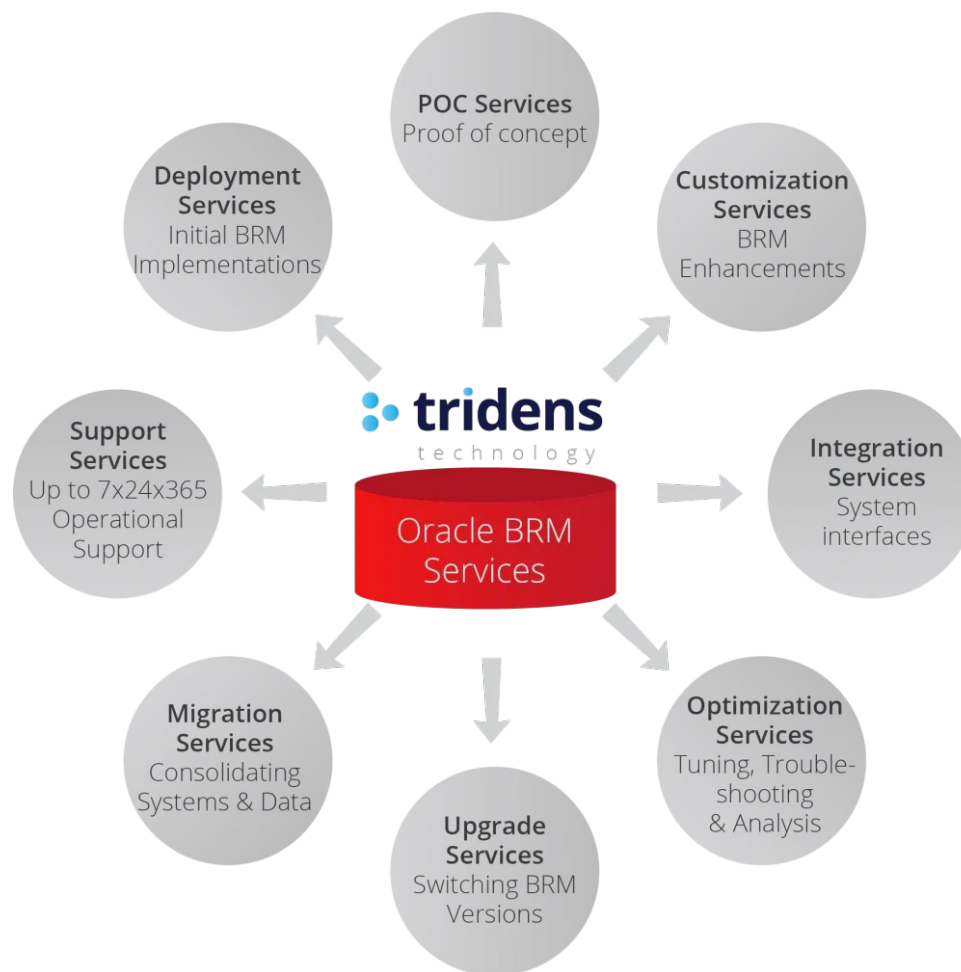 POC Services
Proof of concept
Deployment
Services
Initial BRM
Implementations
Customization
Services
BRM
Enhancements
tridens
technology
Support
Services
Up to 7x24x365
Operational
Support
Oracle BRM
Services
Integration
Services
System
interfaces
Migration
Services
Consolidating
Systems & Data
Optimization
Services
Tuning, Trouble-
shooting
& Analysis
Upgrade
Services
Switching BRM
Versions